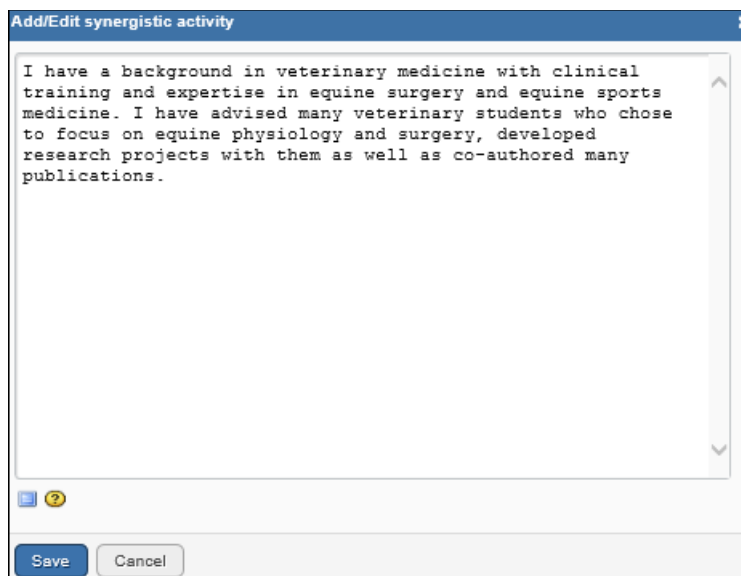 Add/Edit synergistic activity
I have a background in veterinary medicine with clinical
training and expertise in equine surgery and equine sports
medicine. I have advised many veterinary students who chose
to focus on equine physiology and surgery, developed
research projects with them as well as co-authored many
publications.
Save Cancel